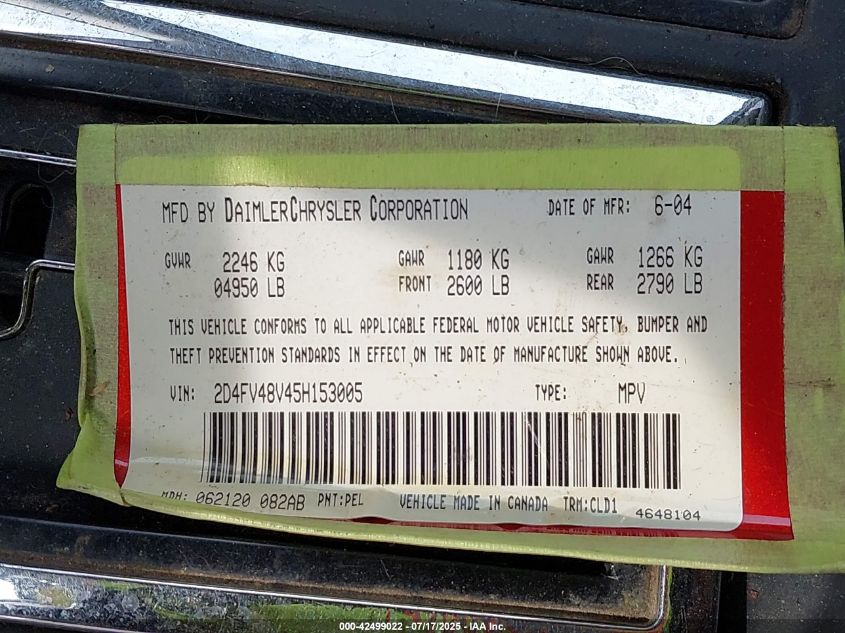 MFD BY DAIMLERCHRYSLER CORPORATION DATE OF MFR: 6-04
GVWR 2246 KG GAWR 1180 KG GAWR 1266 KG
04950 LB FRONT 2600 LB REAR 2790 LB
THIS VEHICLE CONFORMS TO ALL APPLICABLE FEDERAL MOTOR VEHICLE SAFETY, BUMPER AND
THEFT PREVENTION STANDARDS IN EFFECT ON THE DATE OF MANUFACTURE SHOWN ABOVE.
VIN: 2D4FV48V45H153005 TYPE: MPV
MDH: 062120 082AB PNT:PEL VEHICLE MADE IN CANADA TRM:CLD1 4648104
000-42499022 - 07/17/2025 - IAA Inc.